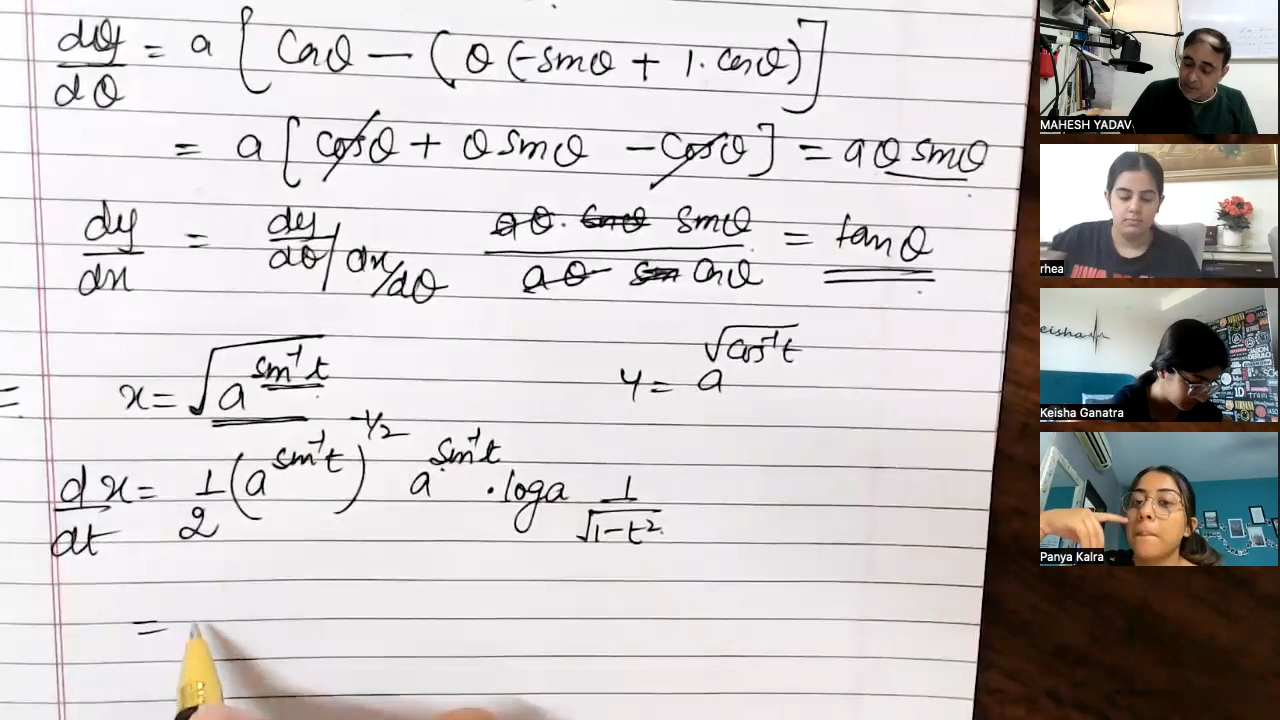 dy/dθ = a [ Cosθ − (θ(−sinθ + 1·cosθ) ]
= a [ cosθ + θ sinθ − cosθ ] = aθ sinθ
dy/dx = dy/dθ / dx/dθ aθ· sinθ / aθ cosθ = tanθ
x = √(a^(sin⁻¹t)) y = a^(√(cos⁻¹t))
dx/dt = 1/2 (a^(sin⁻¹t))^(-1/2) a^(sin⁻¹t) · log a 1/√(1−t²)
=
MAHESH YADAV
rhea
Keisha Ganatra
Panya Kalra